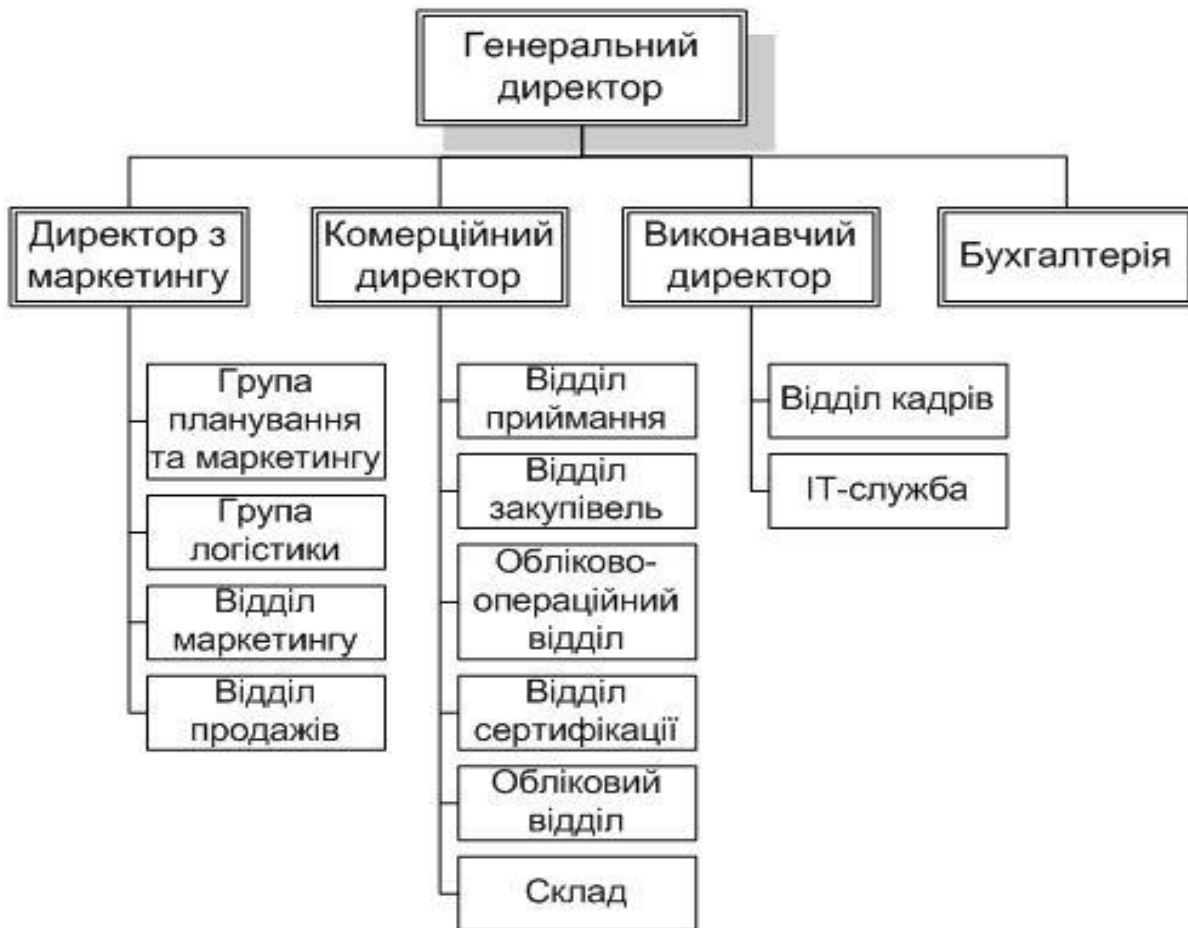 Генеральний
директор
Директор з
маркетингу
Комерційний
директор
Виконавчий
директор
Бухгалтерія
Група
планування
та маркетингу
Група
логістики
Відділ
маркетингу
Відділ
продажів
Відділ
приймання
Відділ
закупівель
Обліково-
операційний
відділ
Відділ
сертифікації
Обліковий
відділ
Склад
Відділ кадрів
ІТ-служба